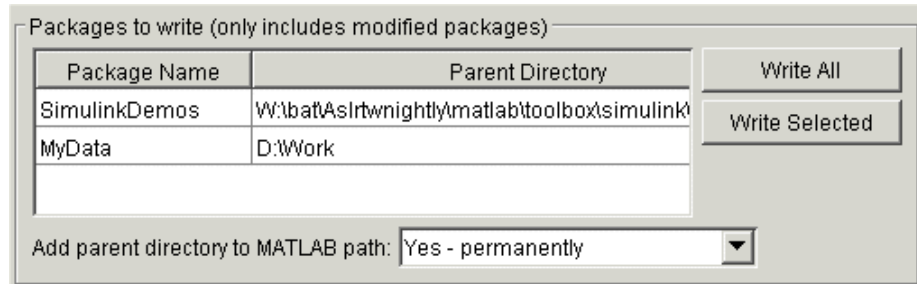 Packages to write (only includes modified packages)
Package Name Parent Directory Write All
SimulinkDemos W:\bat\Aslrtwnightly\matlab\toolbox\simulink\
Write Selected
MyData D:\Work
Add parent directory to MATLAB path: Yes - permanently